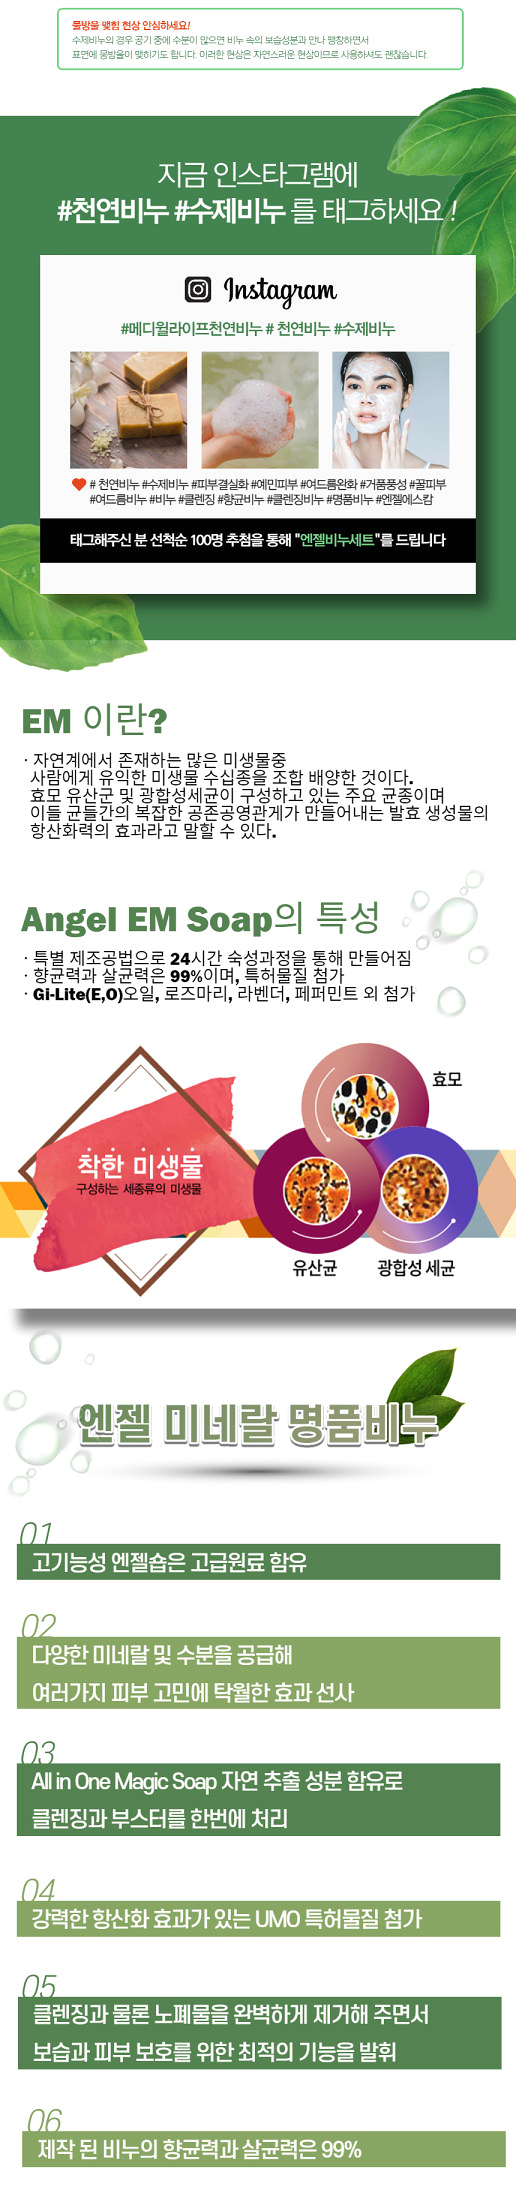 물방울 맺힘 현상 안심하세요!
수제비누의 경우 공기 중에 수분이 많으면 비누 속의 보습성분과 만나 팽창하면서
표면에 물방울이 맺히기도 합니다. 이러한 현상은 자연스러운 현상이므로 사용하셔도 괜찮습니다.
지금 인스타그램에
#천연비누 #수제비누 를 태그하세요 !
Instagram
#메디윌라이프천연비누 # 천연비누 #수제비누
# 천연비누 #수제비누 #피부결실화 #예민피부 #여드름완화 #거품풍성 #꿀피부
#여드름비누 #비누 #클렌징 #향균비누 #클렌징비누 #명품비누 #엔젤에스캄
태그해주신 분 선착순 100명 추첨을 통해 "엔젤비누세트"를 드립니다
EM 이란?
· 자연계에서 존재하는 많은 미생물중
사람에게 유익한 미생물 수십종을 조합 배양한 것이다.
효모 유산균 및 광합성세균이 구성하고 있는 주요 균종이며
이들 균들간의 복잡한 공존공영관게가 만들어내는 발효 생성물의
항산화력의 효과라고 말할 수 있다.
Angel EM Soap의 특성
· 특별 제조공법으로 24시간 숙성과정을 통해 만들어짐
· 향균력과 살균력은 99%이며, 특허물질 첨가
· Gi-Lite(E,O)오일, 로즈마리, 라벤더, 페퍼민트 외 첨가
효모
착한 미생물
구성하는 세종류의 미생물
유산균 광합성 세균
엔젤 미네랄 명품비누
01
고기능성 엔젤솝은 고급원료 함유
02
다양한 미네랄 및 수분을 공급해
여러가지 피부 고민에 탁월한 효과 선사
03
All in One Magic Soap 자연 추출 성분 함유로
클렌징과 부스터를 한번에 처리
04
강력한 항산화 효과가 있는 UMO 특허물질 첨가
05
클렌징과 물론 노폐물을 완벽하게 제거해 주면서
보습과 피부 보호를 위한 최적의 기능을 발휘
06
제작 된 비누의 향균력과 살균력은 99%